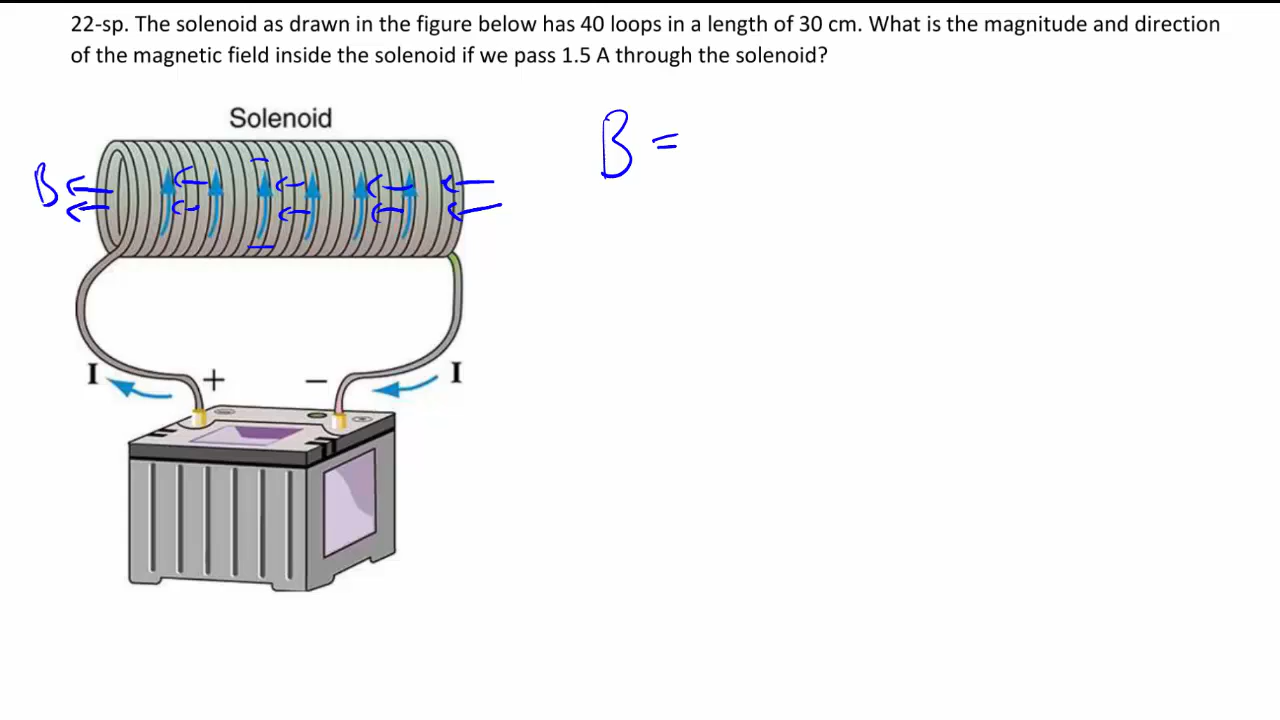 22-sp. The solenoid as drawn in the figure below has 40 loops in a length of 30 cm. What is the magnitude and direction
of the magnetic field inside the solenoid if we pass 1.5 A through the solenoid?
Solenoid
B =
B
I + − I